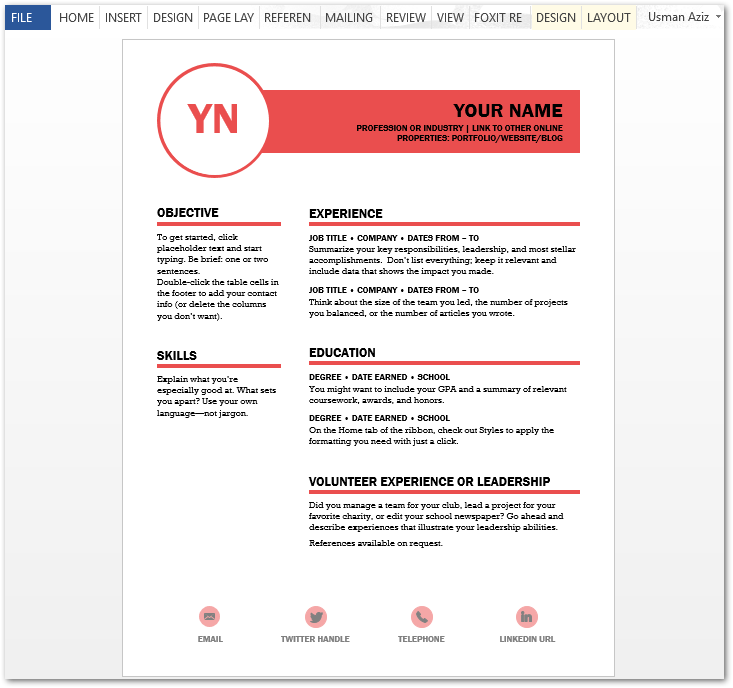 FILE HOME INSERT DESIGN PAGE LAY REFEREN MAILING REVIEW VIEW FOXIT RE DESIGN LAYOUT Usman Aziz
YN
YOUR NAME
PROFESSION OR INDUSTRY | LINK TO OTHER ONLINE
PROPERTIES: PORTFOLIO/WEBSITE/BLOG
OBJECTIVE
To get started, click
placeholder text and start
typing. Be brief: one or two
sentences.
Double-click the table cells in
the footer to add your contact
info (or delete the columns
you don't want).
SKILLS
Explain what you're
especially good at. What sets
you apart? Use your own
language—not jargon.
EXPERIENCE
JOB TITLE • COMPANY • DATES FROM – TO
Summarize your key responsibilities, leadership, and most stellar
accomplishments.  Don't list everything; keep it relevant and
include data that shows the impact you made.
JOB TITLE • COMPANY • DATES FROM – TO
Think about the size of the team you led, the number of projects
you balanced, or the number of articles you wrote.
EDUCATION
DEGREE • DATE EARNED • SCHOOL
You might want to include your GPA and a summary of relevant
coursework, awards, and honors.
DEGREE • DATE EARNED • SCHOOL
On the Home tab of the ribbon, check out Styles to apply the
formatting you need with just a click.
VOLUNTEER EXPERIENCE OR LEADERSHIP
Did you manage a team for your club, lead a project for your
favorite charity, or edit your school newspaper? Go ahead and
describe experiences that illustrate your leadership abilities.
References available on request.
in
EMAIL TWITTER HANDLE TELEPHONE LINKEDIN URL